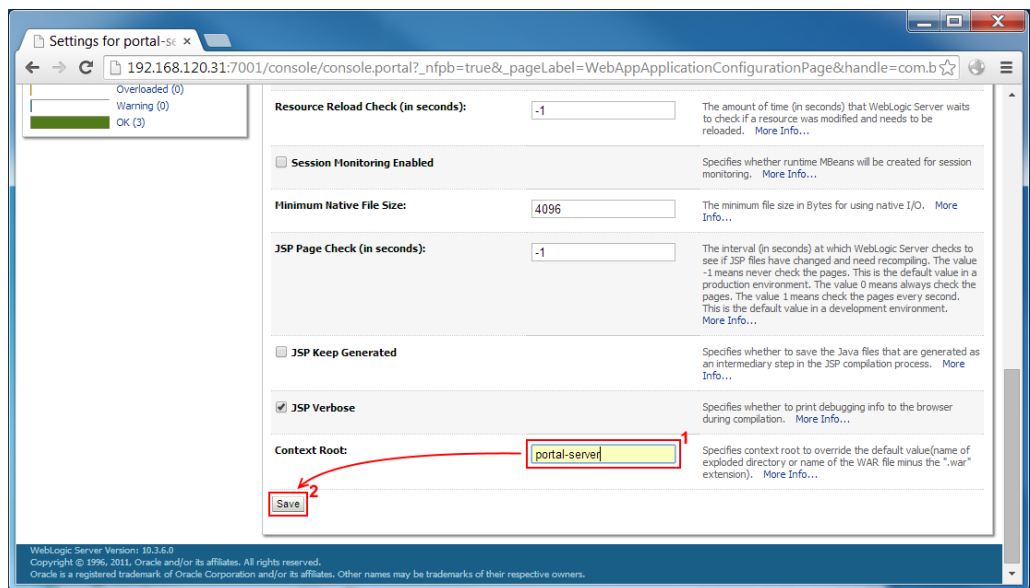 Settings for portal-se
192.168.120.31:7001/console/console.portal?_nfpb=true&_pageLabel=WebAppApplicationConfigurationPage&handle=com.b
Overloaded (0)
Warning (0)
OK (3)
Resource Reload Check (in seconds):
-1
The amount of time (in seconds) that WebLogic Server waits
to check if a resource was modified and needs to be
reloaded. More Info...
Session Monitoring Enabled
Specifies whether runtime MBeans will be created for session
monitoring. More Info...
Minimum Native File Size:
4096
The minimum file size in Bytes for using native I/O. More
Info...
JSP Page Check (in seconds):
-1
The interval (in seconds) at which WebLogic Server checks to
see if JSP files have changed and need recompiling. The value
-1 means never check the pages. This is the default value in a
production environment. The value 0 means always check the
pages. The value 1 means check the pages every second.
This is the default value in a development environment.
More Info...
JSP Keep Generated
Specifies whether to save the Java files that are generated as
an intermediary step in the JSP compilation process. More
Info...
JSP Verbose
Specifies whether to print debugging info to the browser
during compilation. More Info...
Context Root:
portal-server
1
Specifies context root to override the default value(name of
exploded directory or name of the WAR file minus the ".war"
extension). More Info...
2
Save
WebLogic Server Version: 10.3.6.0
Copyright © 1996, 2011, Oracle and/or its affiliates. All rights reserved.
Oracle is a registered trademark of Oracle Corporation and/or its affiliates. Other names may be trademarks of their respective owners.